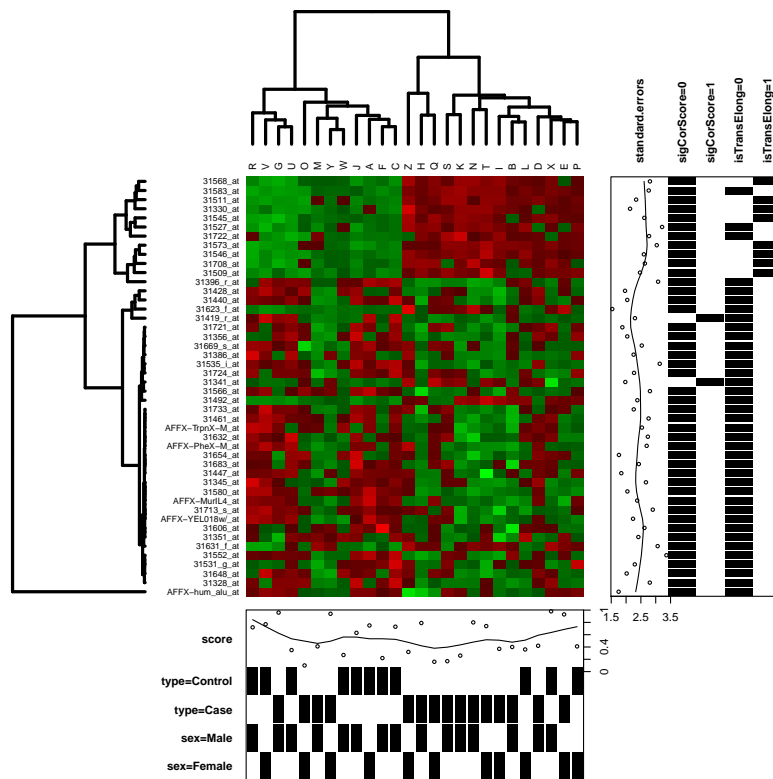 R V G U O M Y W J A F C Z H Q S K N T I B L D X E P
standard.errors
sigCorScore=0
sigCorScore=1
isTransElong=0
isTransElong=1
31568_at
31583_at
31511_at
31330_at
31545_at
31527_at
31722_at
31573_at
31546_at
31708_at
31509_at
31396_r_at
31428_at
31440_at
31623_f_at
31419_r_at
31721_at
31356_at
31669_s_at
31386_at
31535_i_at
31724_at
31341_at
31566_at
31492_at
31733_at
31461_at
AFFX-TrpnX-M_at
31632_at
AFFX-PheX-M_at
31654_at
31683_at
31447_at
31345_at
31580_at
AFFX-MurIL4_at
31713_s_at
AFFX-YEL018w/_at
31606_at
31351_at
31631_f_at
31552_at
31531_g_at
31648_at
31328_at
AFFX-hum_alu_at
1.5 2.5 3.5
score
0 0.4 1
type=Control
type=Case
sex=Male
sex=Female